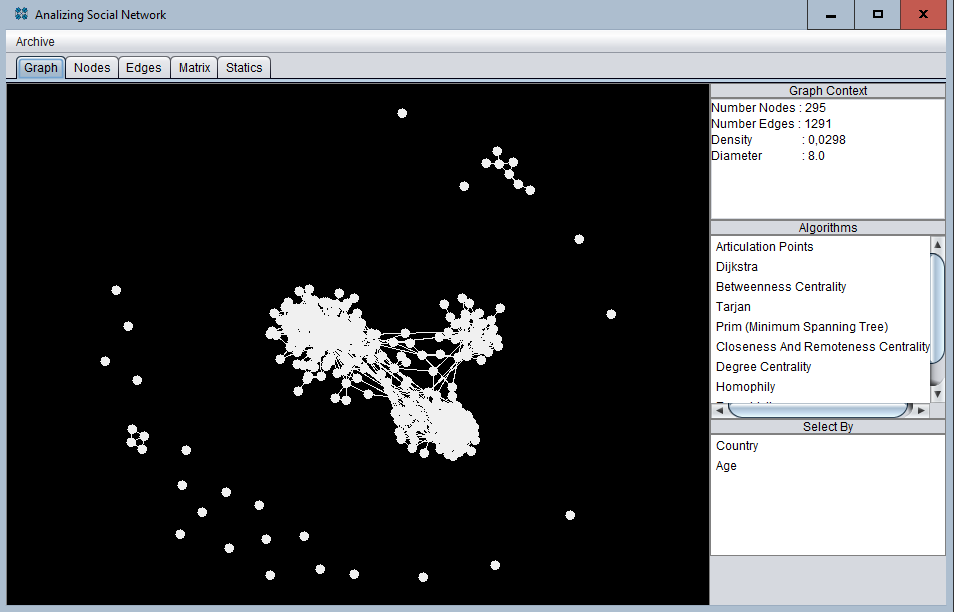 Analizing Social Network
Archive
Graph Nodes Edges Matrix Statics
Graph Context
Number Nodes : 295
Number Edges : 1291
Density : 0,0298
Diameter : 8.0
Algorithms
Articulation Points
Dijkstra
Betweenness Centrality
Tarjan
Prim (Minimum Spanning Tree)
Closeness And Remoteness Centrality
Degree Centrality
Homophily
Select By
Country
Age